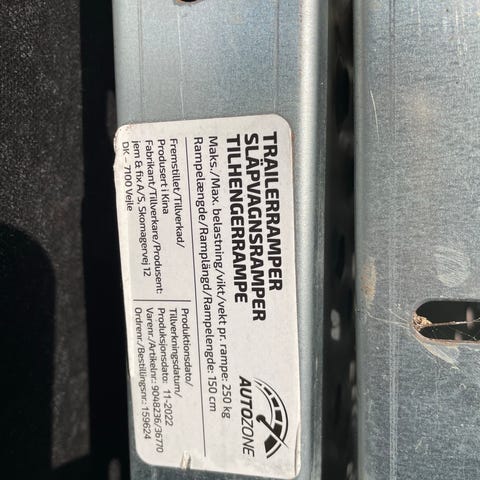 TRAILERRAMPER
SLÄPVAGNSRAMPER
TILHENGERRAMPE
Maks./Max. belastning/vikt/vekt pr. rampe: 250 kg
Rampelængde/Ramplängd/Rampelengde: 150 cm
AUTOZONE
Fremstillet/Tillverkad/
Produsert i Kina
Fabrikant/Tillverkare/Produsent:
jem & fix A/S, Skomagervej 12
DK – 7100 Vejle
Produktionsdato/
Tillverkningsdatum/
Produksjonsdato: 11-2022
Varenr./Artikelnr.: 9048236/36770
Ordrenr./Bestillingsnr.: 159624